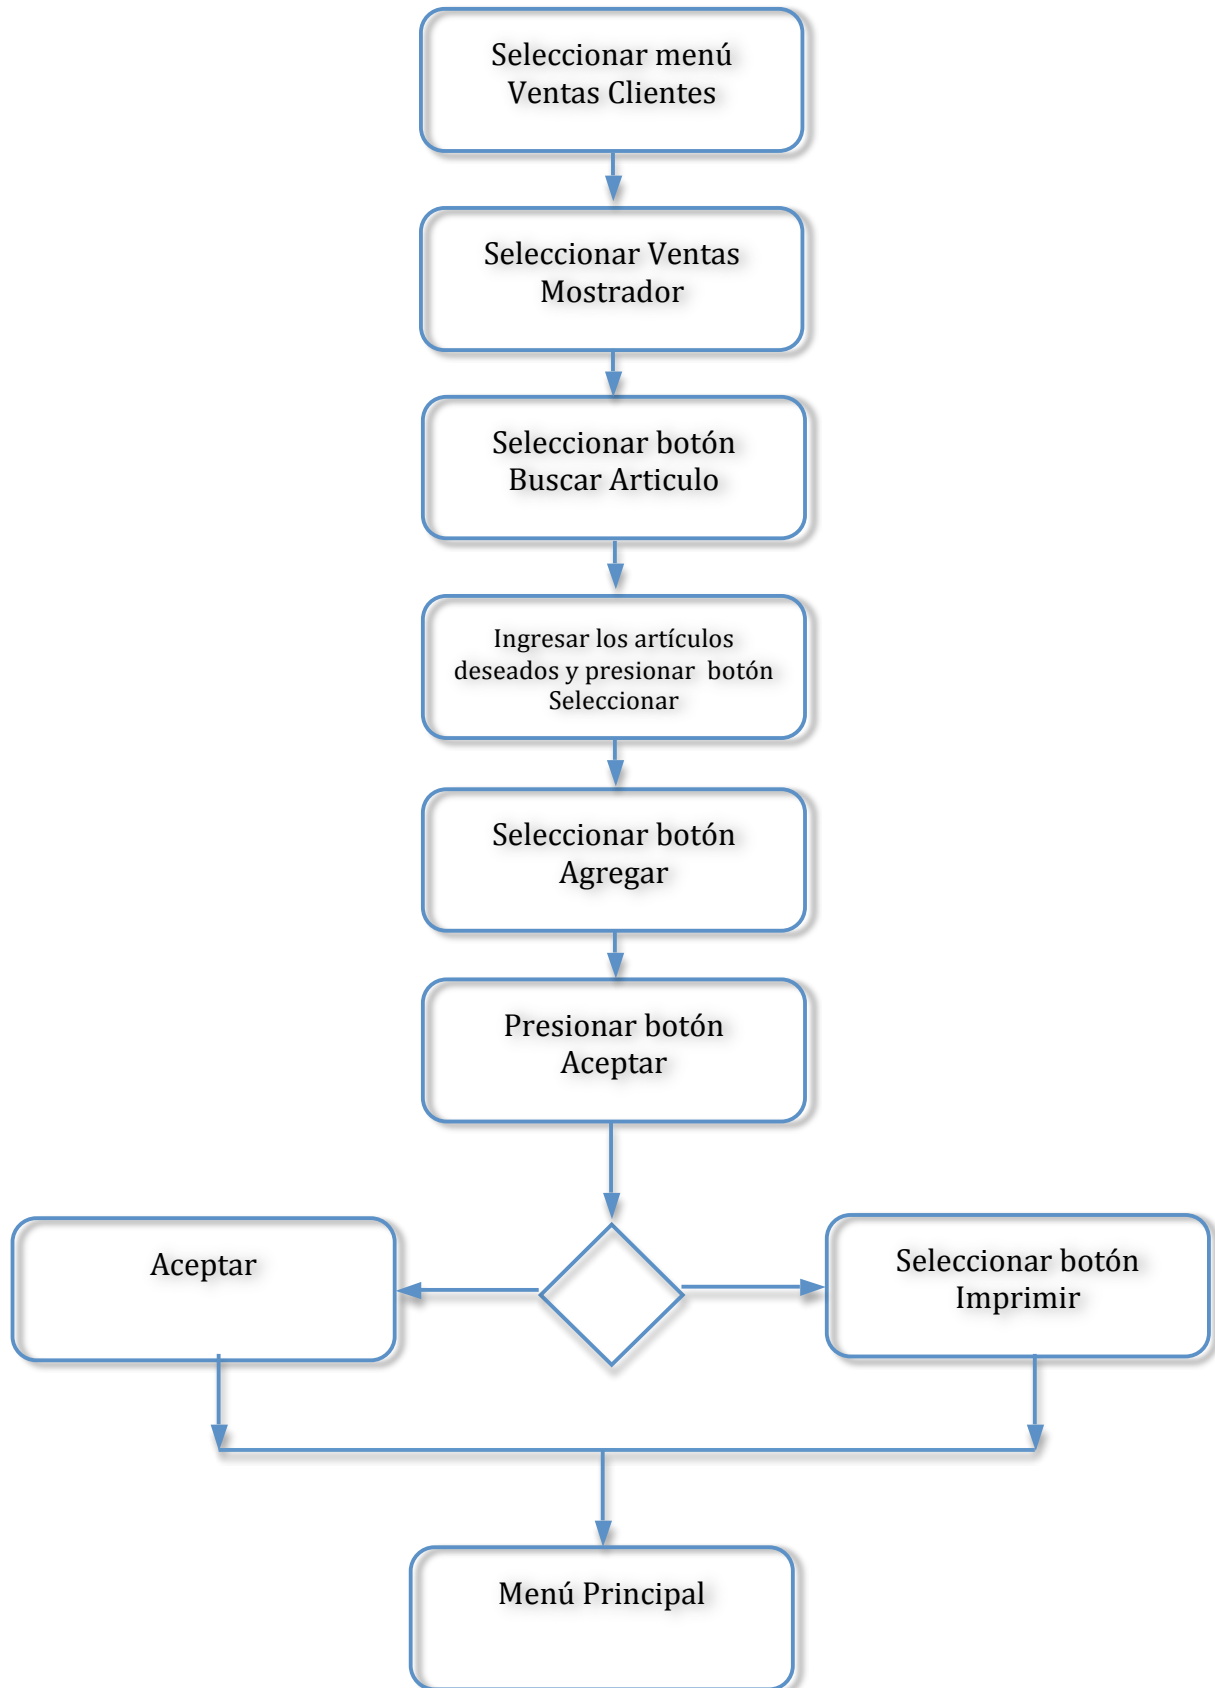 Seleccionar menú
Ventas Clientes
Seleccionar Ventas
Mostrador
Seleccionar botón
Buscar Articulo
Ingresar los artículos
deseados y presionar  botón
Seleccionar
Seleccionar botón
Agregar
Presionar botón
Aceptar
Aceptar
Seleccionar botón
Imprimir
Menú Principal